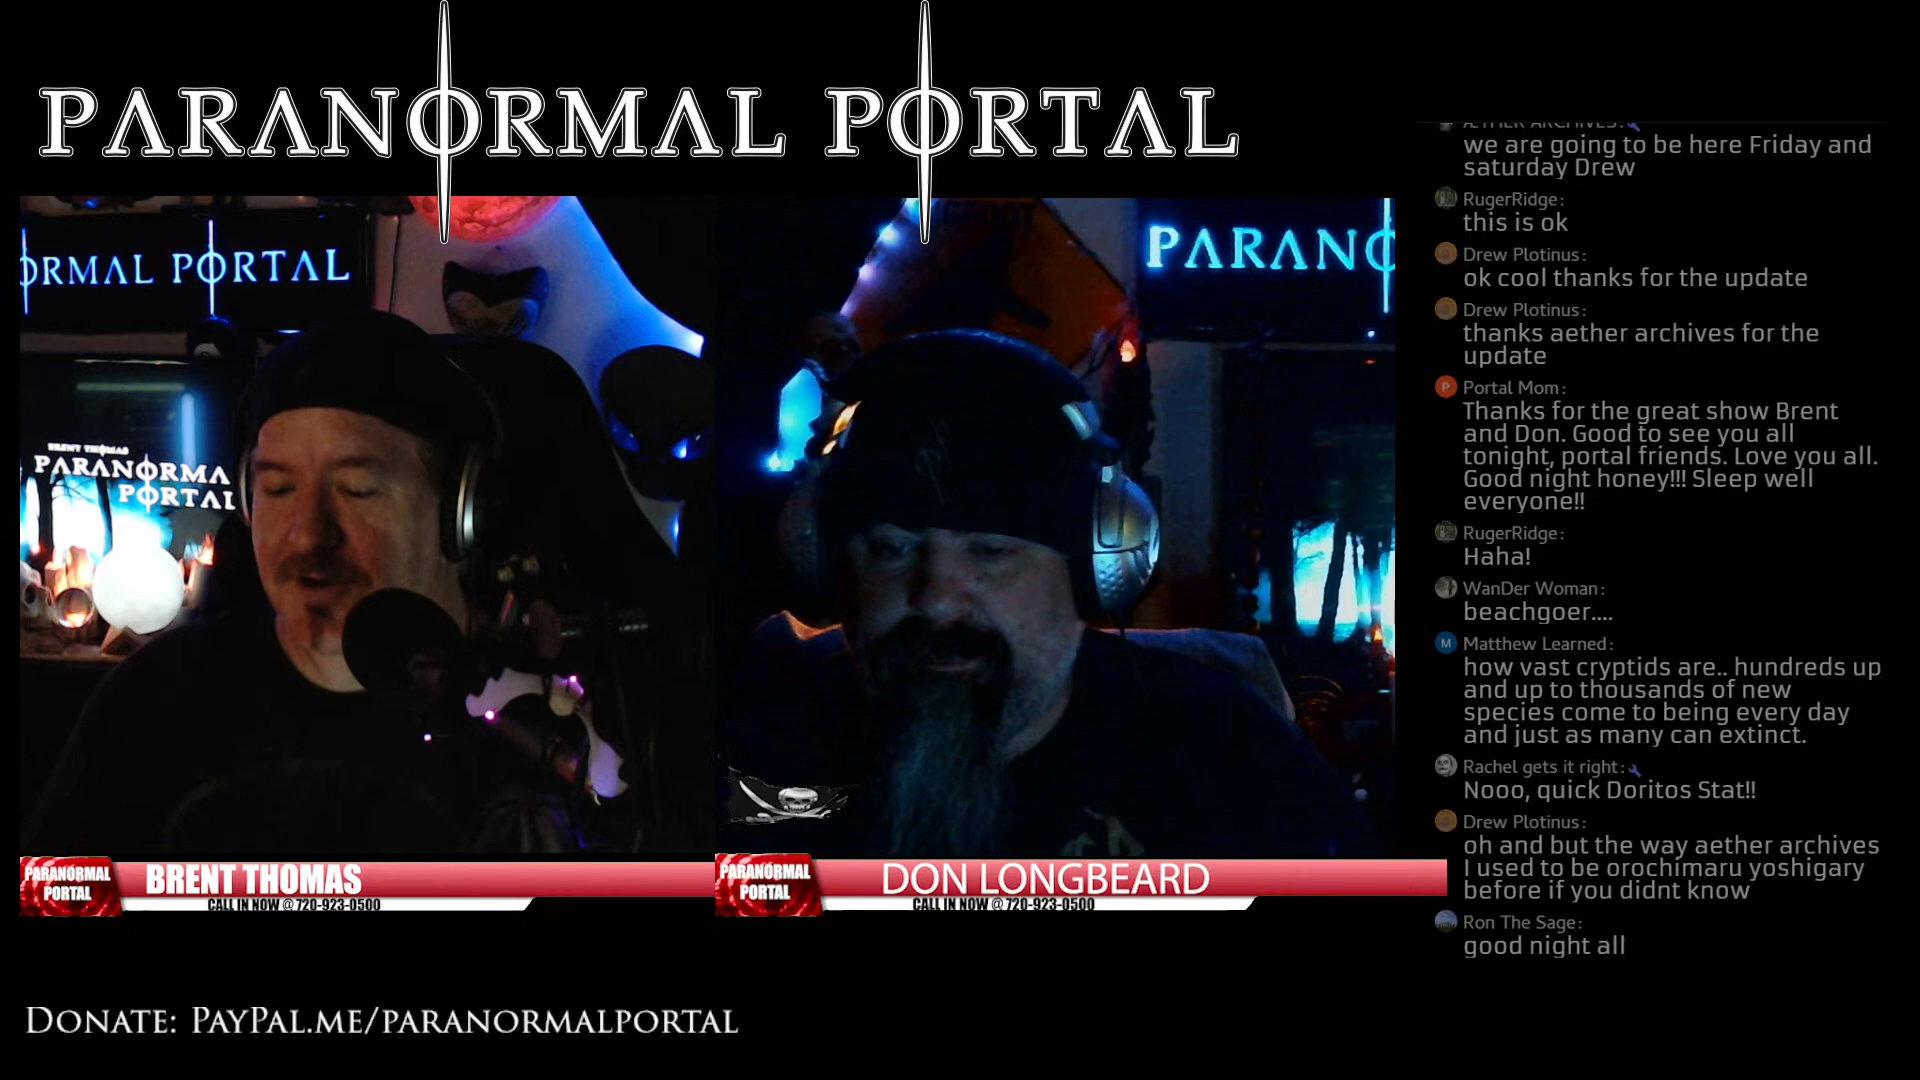 PARANORMAL PORTAL
ORMAL PORTAL
BRENT THOMAS
PARANORMA
PORTAL
PARANO
BRENT THOMAS
PARANORMAL
PORTAL
CALL IN NOW @ 720-923-0500
DON LONGBEARD
PARANORMAL
PORTAL
CALL IN NOW @ 720-923-0500
DONATE: PAYPAL.ME/PARANORMALPORTAL
ÆTHER ARCHIVES:
we are going to be here Friday and
saturday Drew
RugerRidge:
this is ok
Drew Plotinus:
ok cool thanks for the update
Drew Plotinus:
thanks aether archives for the
update
P
Portal Mom:
Thanks for the great show Brent
and Don. Good to see you all
tonight, portal friends. Love you all.
Good night honey!!! Sleep well
everyone!!
RugerRidge:
Haha!
WanDer Woman:
beachgoer....
M
Matthew Learned:
how vast cryptids are.. hundreds up
and up to thousands of new
species come to being every day
and just as many can extinct.
Rachel gets it right:
Nooo, quick Doritos Stat!!
Drew Plotinus:
oh and but the way aether archives
I used to be orochimaru yoshigary
before if you didnt know
Ron The Sage:
good night all